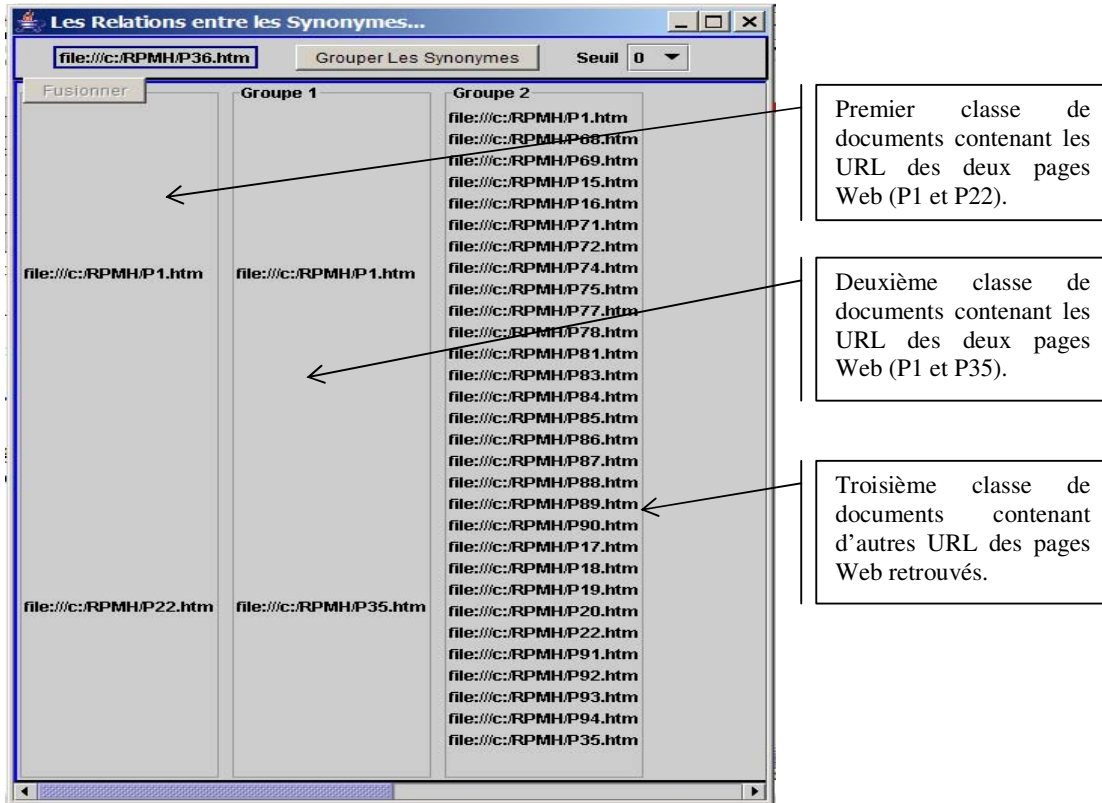 Les Relations entre les Synonymes...
file:///c:/RPMH/P36.htm
Grouper Les Synonymes
Seuil 0
Fusionner
file:///c:/RPMH/P1.htm
file:///c:/RPMH/P22.htm
Groupe 1
file:///c:/RPMH/P1.htm
file:///c:/RPMH/P35.htm
Groupe 2
file:///c:/RPMH/P1.htm
file:///c:/RPMH/P68.htm
file:///c:/RPMH/P69.htm
file:///c:/RPMH/P15.htm
file:///c:/RPMH/P16.htm
file:///c:/RPMH/P71.htm
file:///c:/RPMH/P72.htm
file:///c:/RPMH/P74.htm
file:///c:/RPMH/P75.htm
file:///c:/RPMH/P77.htm
file:///c:/RPMH/P78.htm
file:///c:/RPMH/P81.htm
file:///c:/RPMH/P83.htm
file:///c:/RPMH/P84.htm
file:///c:/RPMH/P85.htm
file:///c:/RPMH/P86.htm
file:///c:/RPMH/P87.htm
file:///c:/RPMH/P88.htm
file:///c:/RPMH/P89.htm
file:///c:/RPMH/P90.htm
file:///c:/RPMH/P17.htm
file:///c:/RPMH/P18.htm
file:///c:/RPMH/P19.htm
file:///c:/RPMH/P20.htm
file:///c:/RPMH/P22.htm
file:///c:/RPMH/P91.htm
file:///c:/RPMH/P92.htm
file:///c:/RPMH/P93.htm
file:///c:/RPMH/P94.htm
file:///c:/RPMH/P35.htm
Premier classe de
documents contenant les
URL des deux pages
Web (P1 et P22).
Deuxième classe de
documents contenant les
URL des deux pages
Web (P1 et P35).
Troisième classe de
documents contenant
d'autres URL des pages
Web retrouvés.